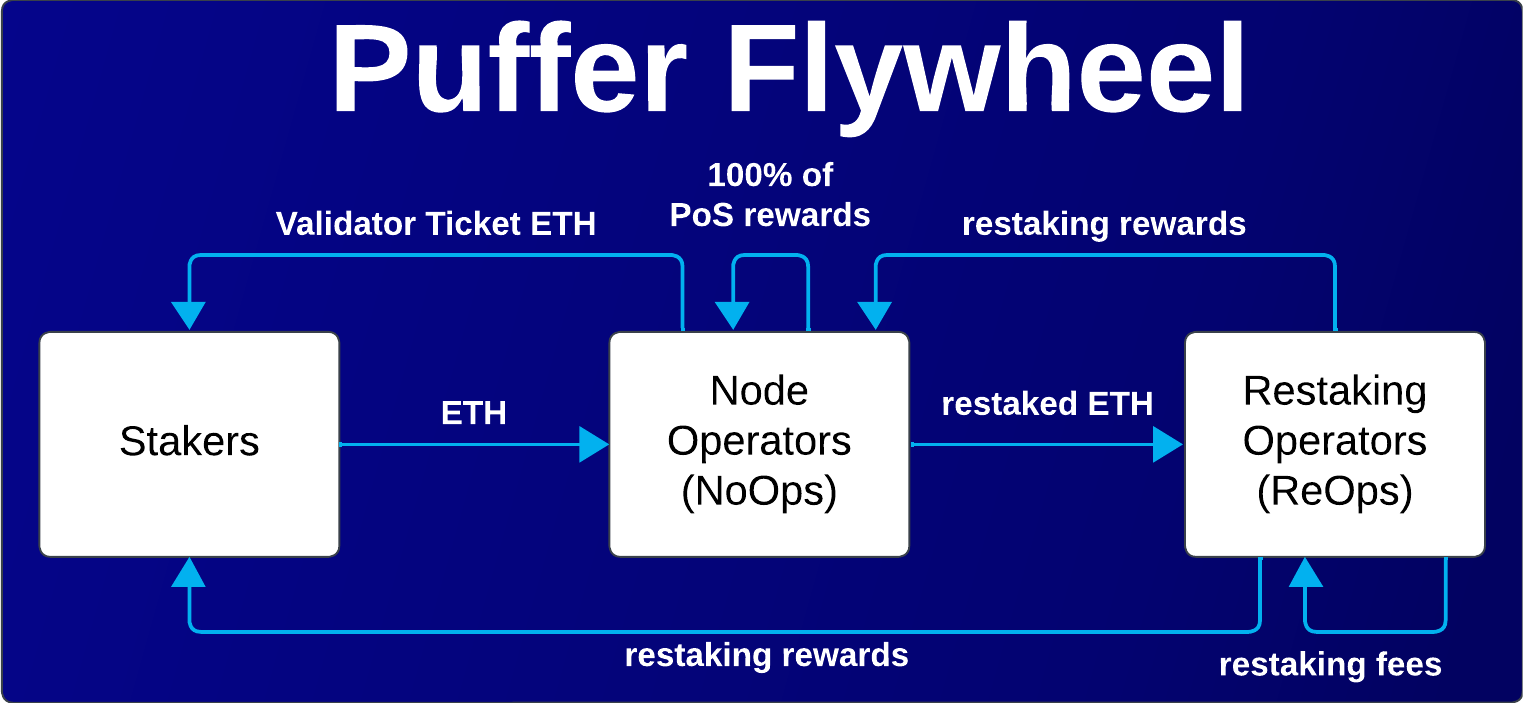 Puffer Flywheel
100% of
PoS rewards
Validator Ticket ETH
restaking rewards
Stakers
ETH
Node
Operators
(NoOps)
restaked ETH
Restaking
Operators
(ReOps)
restaking rewards
restaking fees